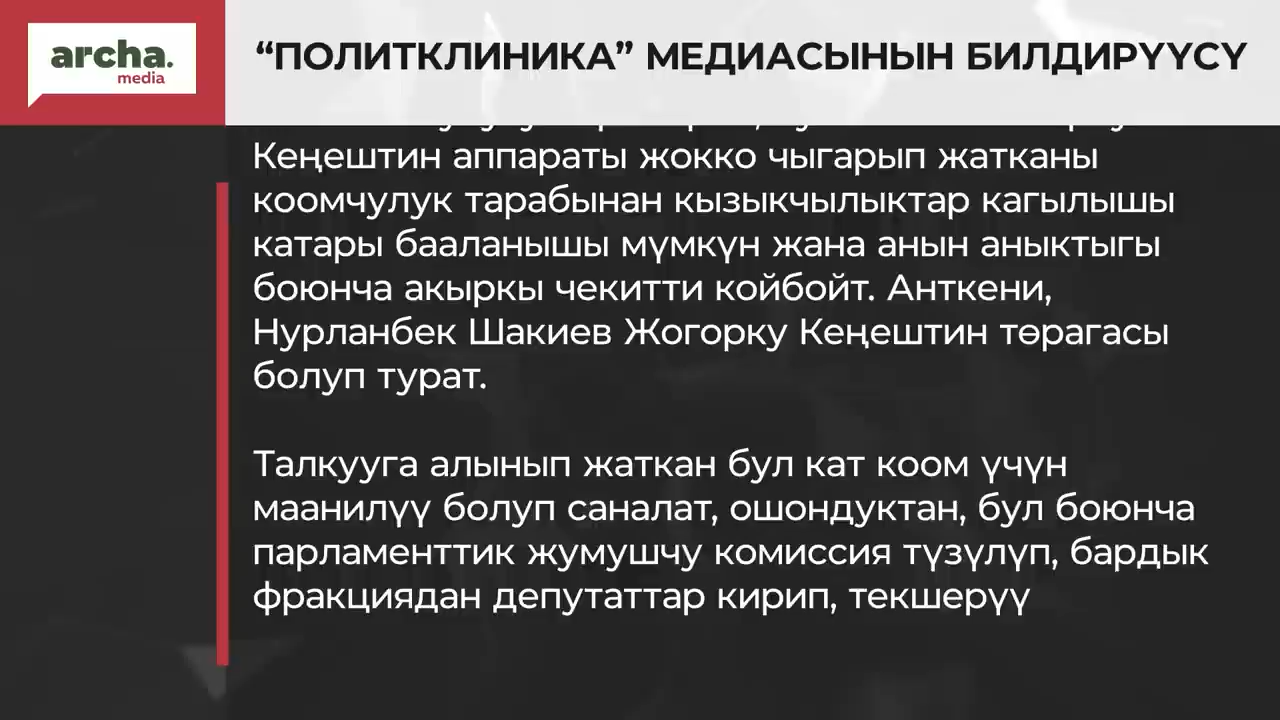 archa.
media
“ПОЛИТКЛИНИКА” МЕДИАСЫНЫН БИЛДИРҮҮСҮ
Кеңештин аппараты жокко чыгарып жатканы
коомчулук тарабынан кызыкчылыктар кагылышы
катары бааланышы мүмкүн жана анын аныктыгы
боюнча акыркы чекитти койбойт. Анткени,
Нурланбек Шакиев Жогорку Кеңештин төрагасы
болуп турат.
Талкууга алынып жаткан бул кат коом үчүн
маанилүү болуп саналат, ошондуктан, бул боюнча
парламенттик жумушчу комиссия түзүлүп, бардык
фракциядан депутаттар кирип, текшерүү